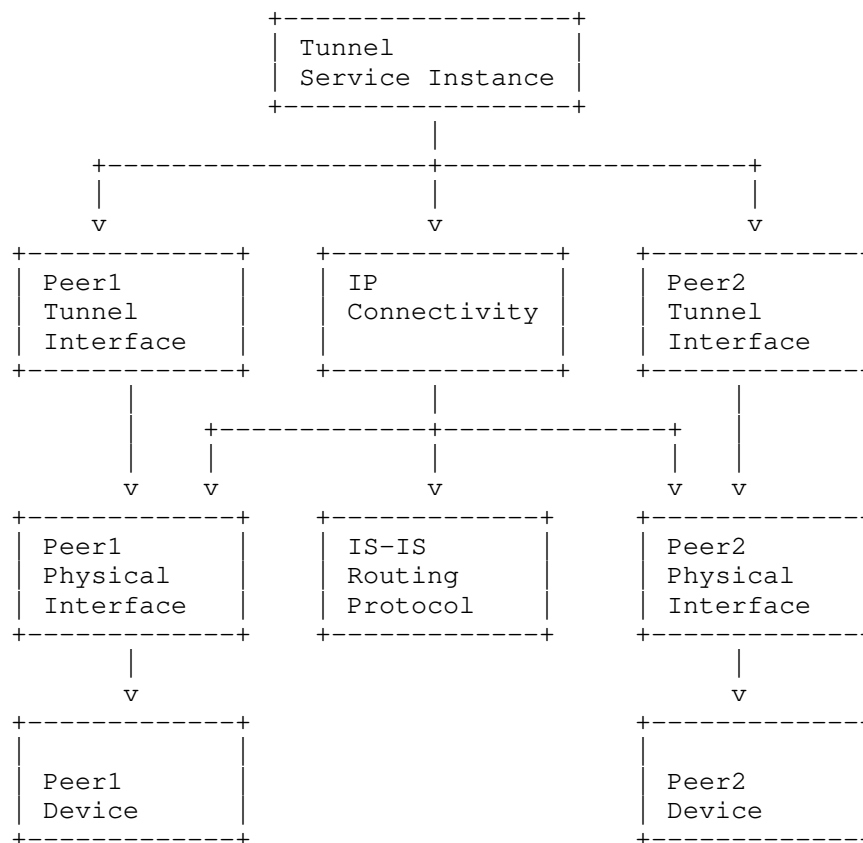 Tunnel
Service Instance
Peer1
Tunnel
Interface
IP
Connectivity
Peer2
Tunnel
Interface
v v v
v v v v v
Peer1
Physical
Interface
IS-IS
Routing
Protocol
Peer2
Physical
Interface
v v
Peer1
Device
Peer2
Device